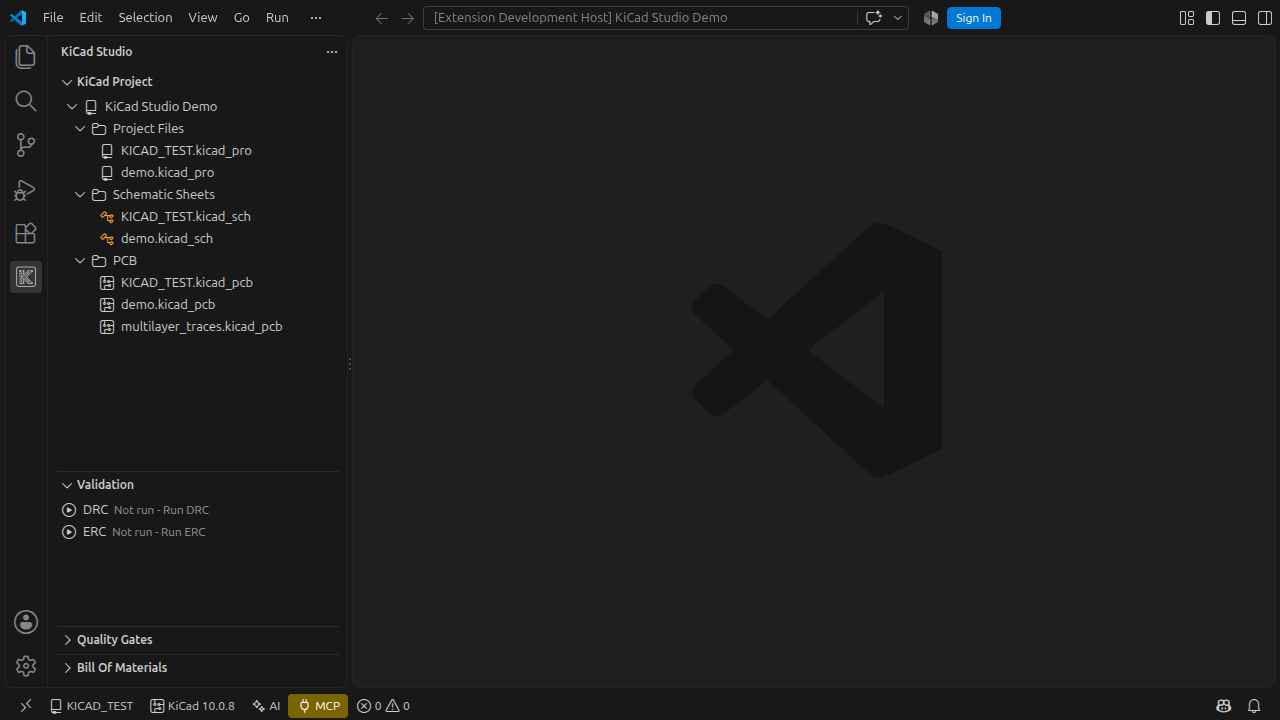 File Edit Selection View Go Run ···
[Extension Development Host] KiCad Studio Demo
Sign In
KiCad Studio
KiCad Project
KiCad Studio Demo
Project Files
KICAD_TEST.kicad_pro
demo.kicad_pro
Schematic Sheets
KICAD_TEST.kicad_sch
demo.kicad_sch
PCB
KICAD_TEST.kicad_pcb
demo.kicad_pcb
multilayer_traces.kicad_pcb
Validation
DRC Not run - Run DRC
ERC Not run - Run ERC
Quality Gates
Bill Of Materials
KICAD_TEST KiCad 10.0.8 AI MCP 0 0